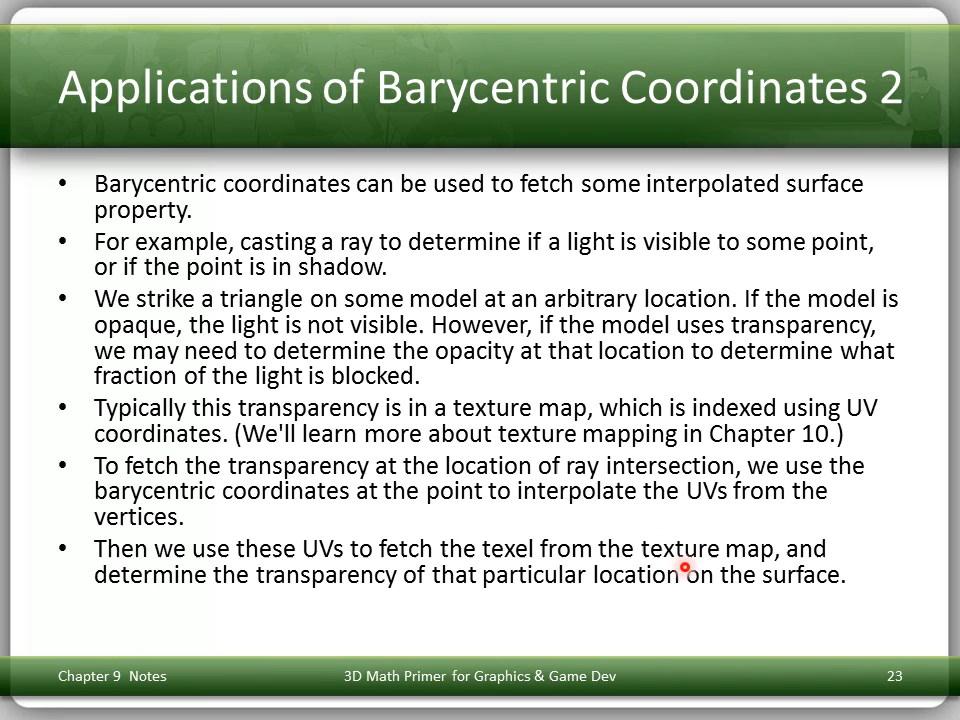 Applications of Barycentric Coordinates 2
• Barycentric coordinates can be used to fetch some interpolated surface
property.
• For example, casting a ray to determine if a light is visible to some point,
or if the point is in shadow.
• We strike a triangle on some model at an arbitrary location. If the model is
opaque, the light is not visible. However, if the model uses transparency,
we may need to determine the opacity at that location to determine what
fraction of the light is blocked.
• Typically this transparency is in a texture map, which is indexed using UV
coordinates. (We'll learn more about texture mapping in Chapter 10.)
• To fetch the transparency at the location of ray intersection, we use the
barycentric coordinates at the point to interpolate the UVs from the
vertices.
• Then we use these UVs to fetch the texel from the texture map, and
determine the transparency of that particular location on the surface.
Chapter 9 Notes 3D Math Primer for Graphics & Game Dev 23